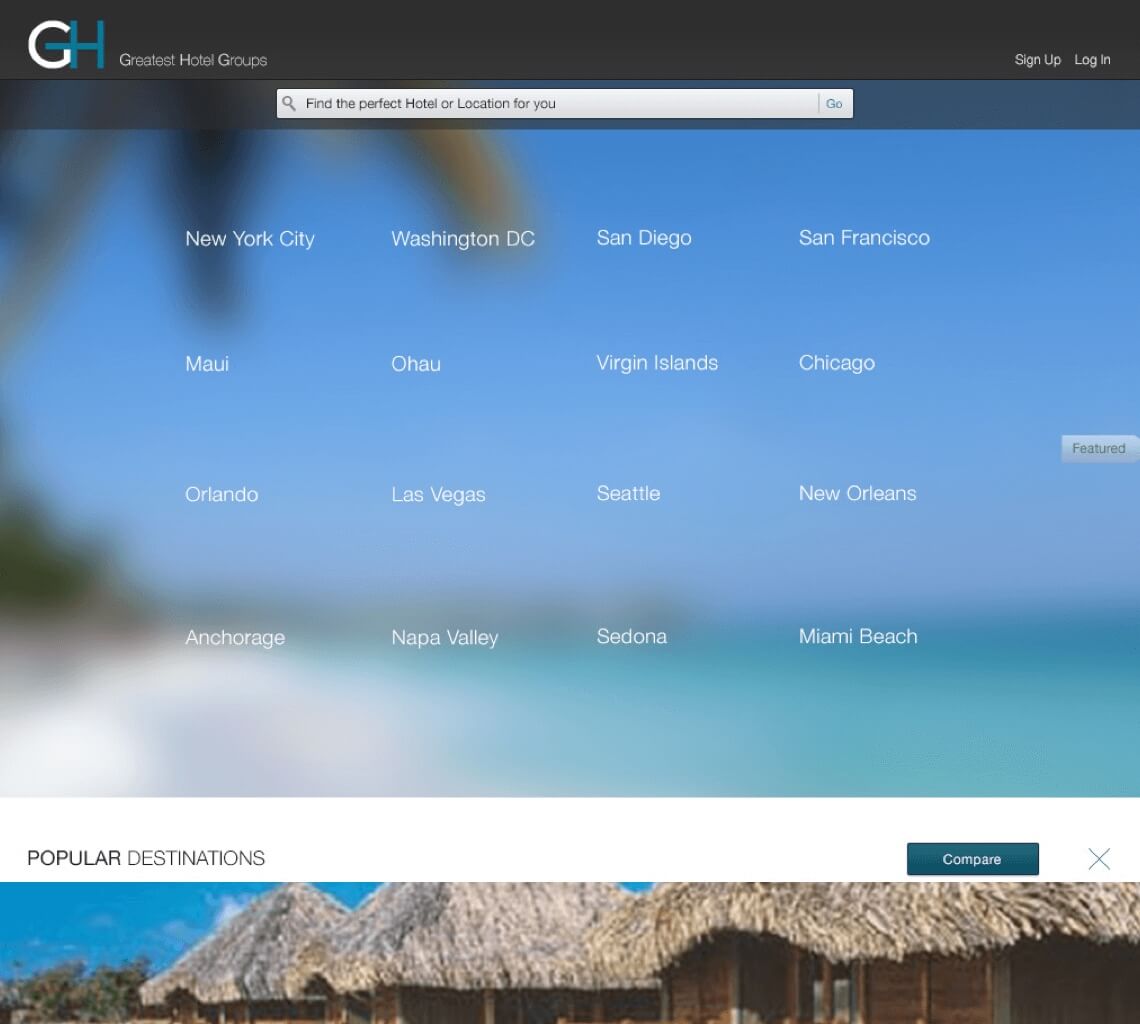 GH Greatest Hotel Groups
Sign Up Log In
Find the perfect Hotel or Location for you Go
New York City Washington DC San Diego San Francisco
Maui Ohau Virgin Islands Chicago
Featured
Orlando Las Vegas Seattle New Orleans
Anchorage Napa Valley Sedona Miami Beach
POPULAR DESTINATIONS
Compare